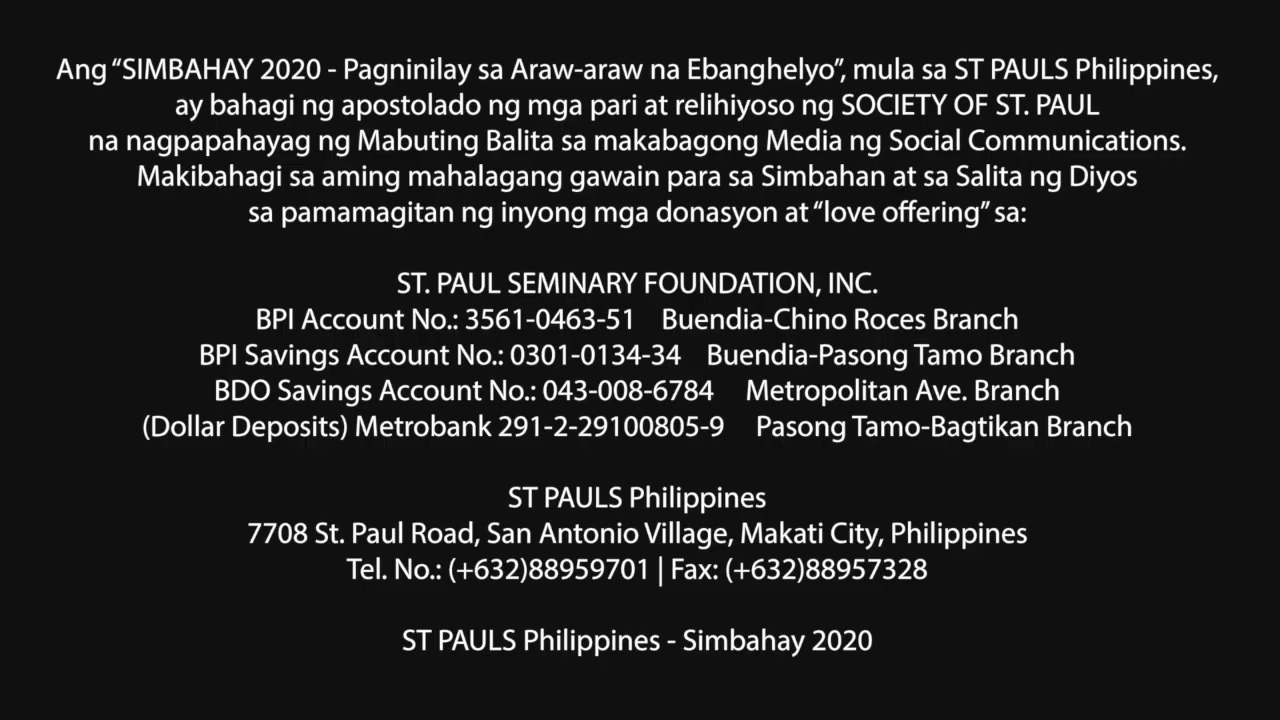 Ang “SIMBAHAY 2020 - Pagninilay sa Araw-araw na Ebanghelyo”, mula sa ST PAULS Philippines,
ay bahagi ng apostolado ng mga pari at relihiyoso ng SOCIETY OF ST. PAUL
na nagpapahayag ng Mabuting Balita sa makabagong Media ng Social Communications.
Makibahagi sa aming mahalagang gawain para sa Simbahan at sa Salita ng Diyos
sa pamamagitan ng inyong mga donasyon at “love offering” sa:
ST. PAUL SEMINARY FOUNDATION, INC.
BPI Account No.: 3561-0463-51 Buendia-Chino Roces Branch
BPI Savings Account No.: 0301-0134-34 Buendia-Pasong Tamo Branch
BDO Savings Account No.: 043-008-6784 Metropolitan Ave. Branch
(Dollar Deposits) Metrobank 291-2-29100805-9 Pasong Tamo-Bagtikan Branch
ST PAULS Philippines
7708 St. Paul Road, San Antonio Village, Makati City, Philippines
Tel. No.: (+632)88959701 | Fax: (+632)88957328
ST PAULS Philippines - Simbahay 2020